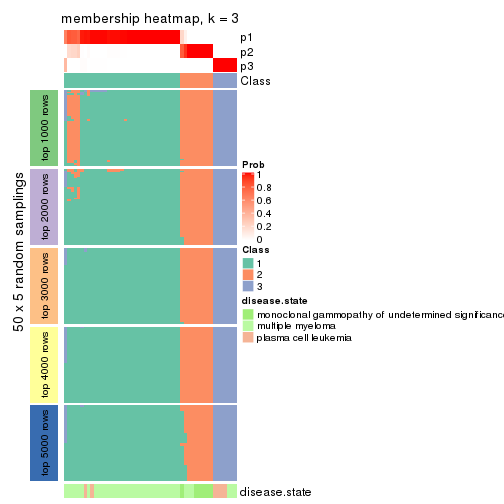 membership heatmap, k = 3
p1
p2
p3
Class
50 x 5 random samplings
top 1000 rows
top 2000 rows
top 3000 rows
top 4000 rows
top 5000 rows
Prob
1
0.8
0.6
0.4
0.2
0
Class
1
2
3
disease.state
monoclonal gammopathy of undetermined significance
multiple myeloma
plasma cell leukemia
disease.state